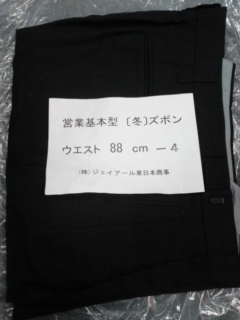 営業基本型 〔冬〕ズボン
ウエスト 88 cm －4
(株)ジェイアール東日本商事